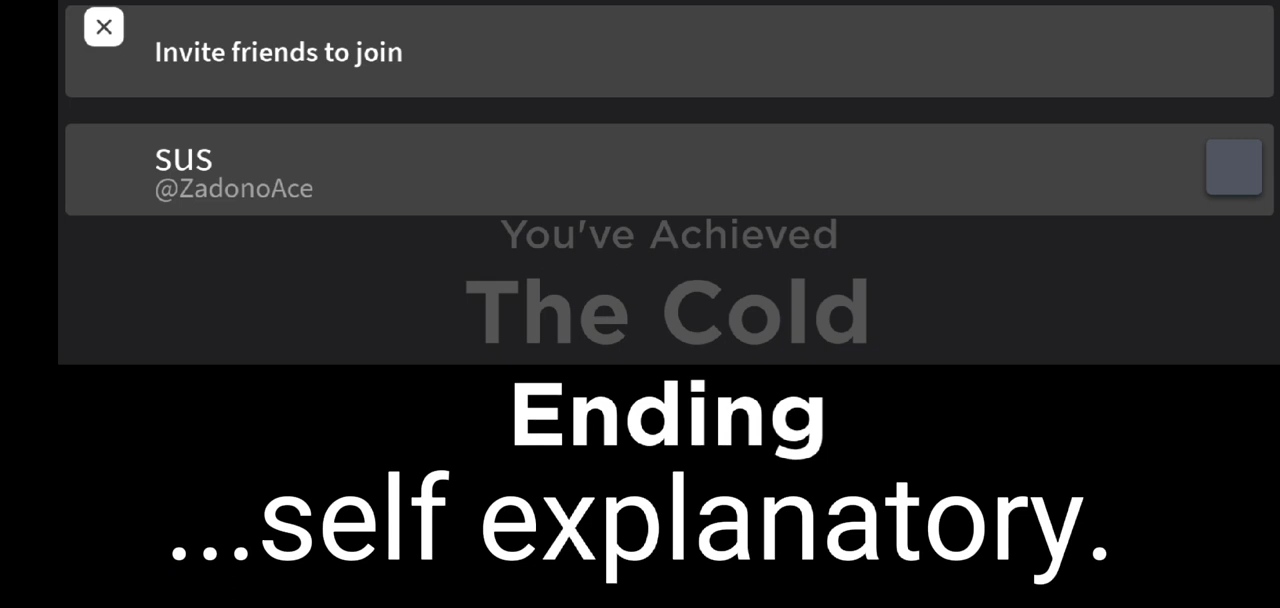 Invite friends to join
sus
@ZadonoAce
You've Achieved
The Cold
Ending
...self explanatory.